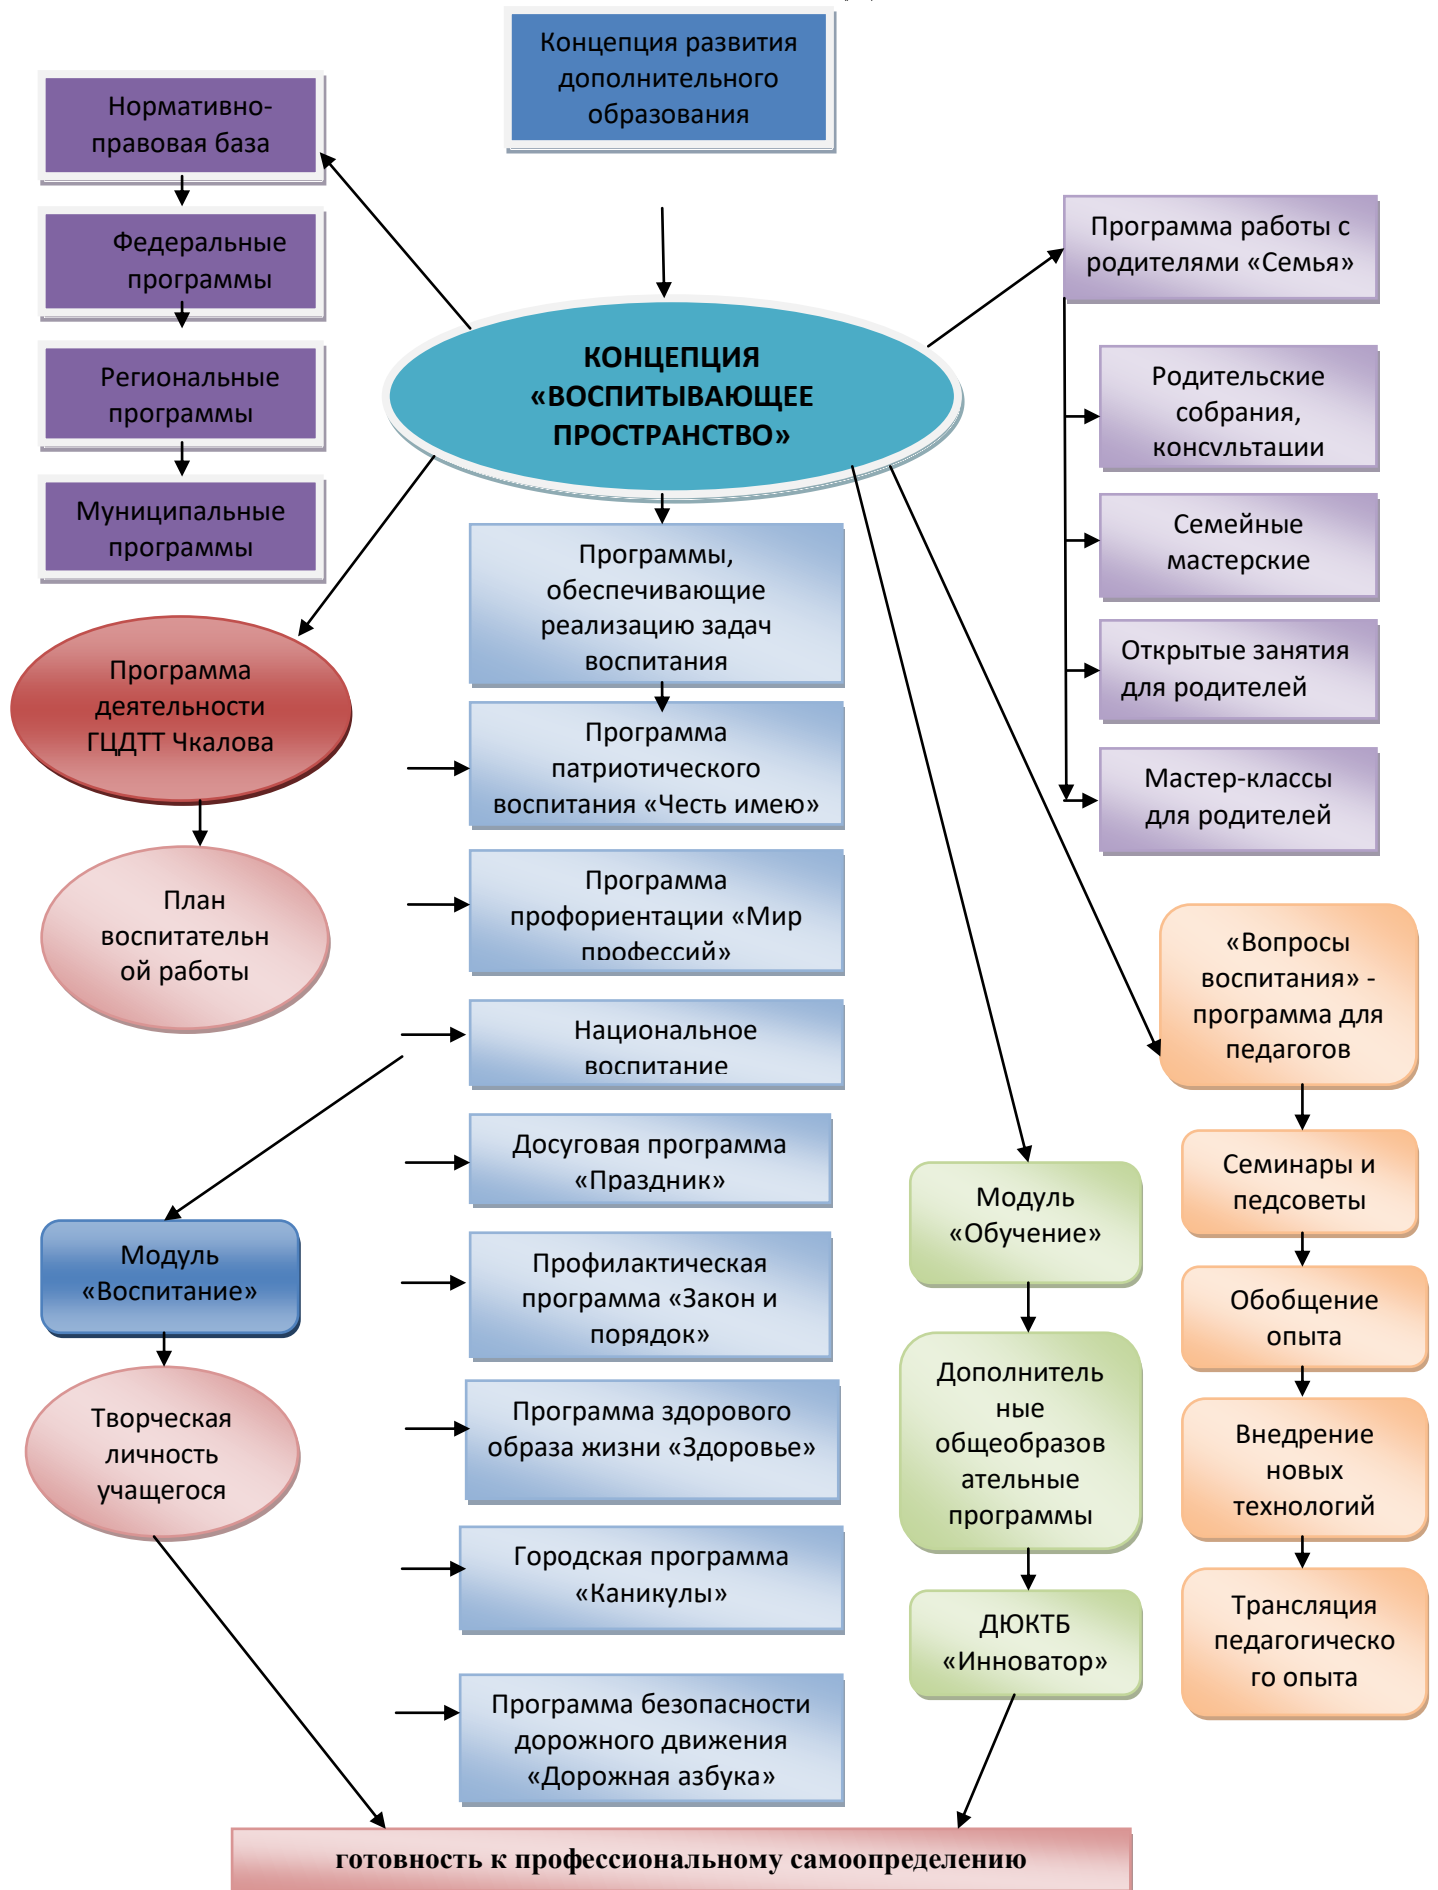 Концепция развития
дополнительного
образования
Нормативно-
правовая база
Федеральные
программы
Региональные
программы
Муниципальные
программы
КОНЦЕПЦИЯ
«ВОСПИТЫВАЮЩЕЕ
ПРОСТРАНСТВО»
Программа работы с
родителями «Семья»
Родительские
собрания,
консультации
Семейные
мастерские
Открытые занятия
для родителей
Мастер-классы
для родителей
Программа
деятельности
ГЦДТТ Чкалова
План
воспитательн
ой работы
Программы,
обеспечивающие
реализацию задач
воспитания
Программа
патриотического
воспитания «Честь имею»
Программа
профориентации «Мир
профессий»
Национальное
воспитание
Досуговая программа
«Праздник»
Профилактическая
программа «Закон и
порядок»
Программа здорового
образа жизни «Здоровье»
Городская программа
«Каникулы»
Программа безопасности
дорожного движения
«Дорожная азбука»
Модуль
«Воспитание»
Творческая
личность
учащегося
Модуль
«Обучение»
Дополнитель
ные
общеобразов
ательные
программы
ДЮКТБ
«Инноватор»
«Вопросы
воспитания» -
программа для
педагогов
Семинары и
педсоветы
Обобщение
опыта
Внедрение
новых
технологий
Трансляция
педагогическо
го опыта
готовность к профессиональному самоопределению